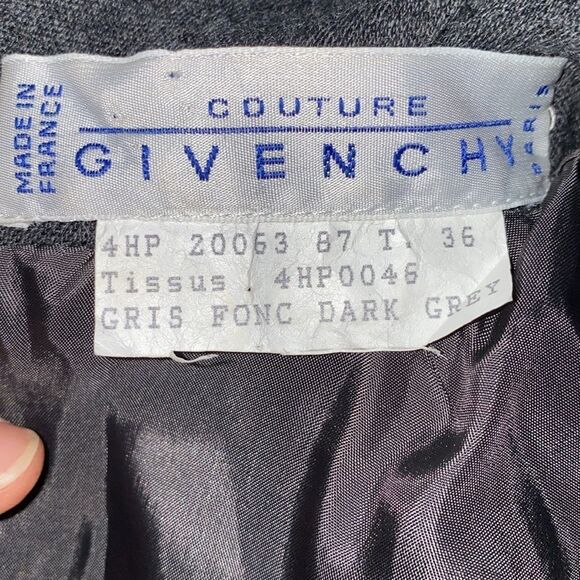 MADE IN
FRANCE
COUTURE
GIVENCHY
PARIS
4HP 20063 87 T. 36
Tissus 4HP0046
GRIS FONC DARK GREY